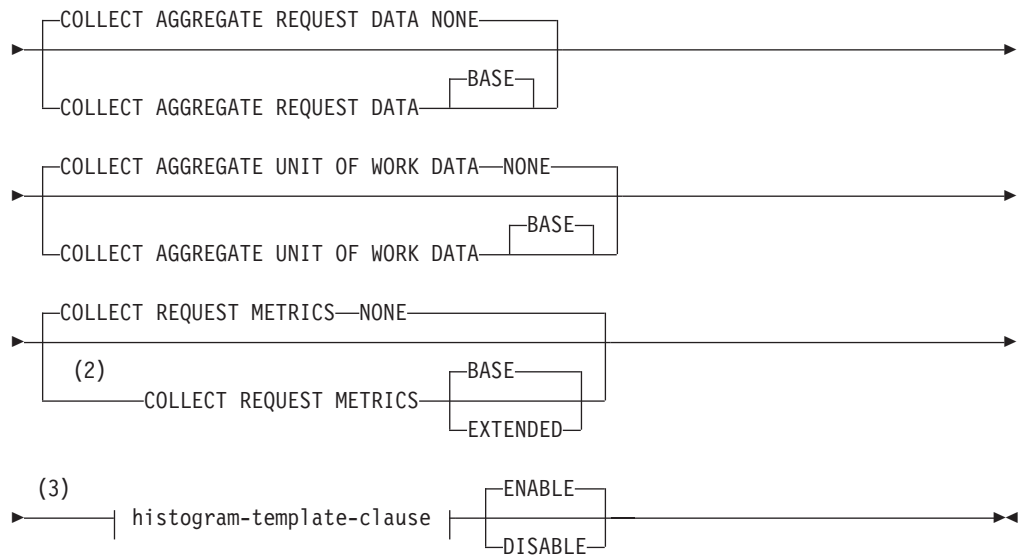 COLLECT AGGREGATE REQUEST DATA NONE
BASE
COLLECT AGGREGATE REQUEST DATA
COLLECT AGGREGATE UNIT OF WORK DATA NONE
BASE
COLLECT AGGREGATE UNIT OF WORK DATA
COLLECT REQUEST METRICS NONE
(2) BASE
COLLECT REQUEST METRICS
EXTENDED
(3) ENABLE
histogram-template-clause
DISABLE